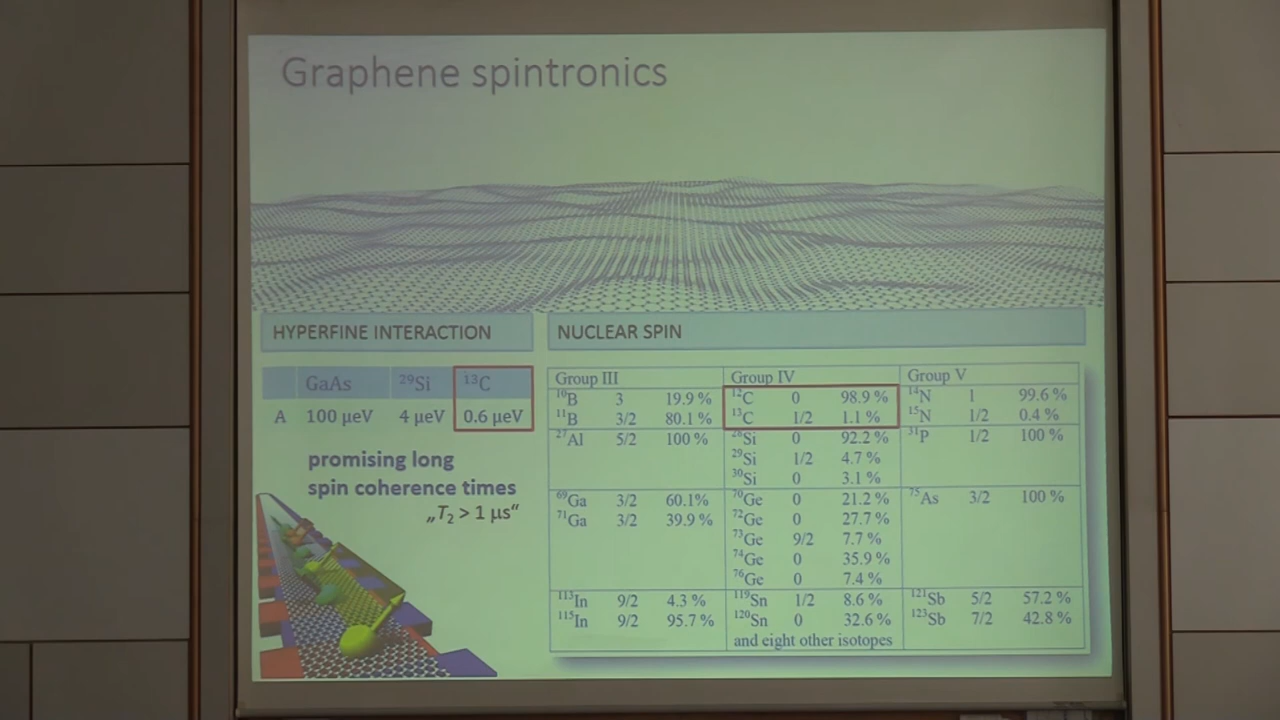 Graphene spintronics
HYPERFINE INTERACTION
GaAs ²⁹Si ¹³C
A 100 µeV 4 µeV 0.6 µeV
promising long
spin coherence times
„T₂ > 1 µs“
NUCLEAR SPIN
Group III Group IV Group V
¹⁰B 3 19.9 % ¹²C 0 98.9 % ¹⁴N 1 99.6 %
¹¹B 3/2 80.1 % ¹³C 1/2 1.1 % ¹⁵N 1/2 0.4 %
²⁷Al 5/2 100 % ²⁸Si 0 92.2 % ³¹P 1/2 100 %
²⁹Si 1/2 4.7 %
³⁰Si 0 3.1 %
⁶⁹Ga 3/2 60.1% ⁷⁰Ge 0 21.2 % ⁷⁵As 3/2 100 %
⁷¹Ga 3/2 39.9 % ⁷²Ge 0 27.7 %
⁷³Ge 9/2 7.7 %
⁷⁴Ge 0 35.9 %
⁷⁶Ge 0 7.4 %
¹¹³In 9/2 4.3 % ¹¹⁹Sn 1/2 8.6 % ¹²¹Sb 5/2 57.2 %
¹¹⁵In 9/2 95.7 % ¹²⁰Sn 0 32.6 % ¹²³Sb 7/2 42.8 %
and eight other isotopes